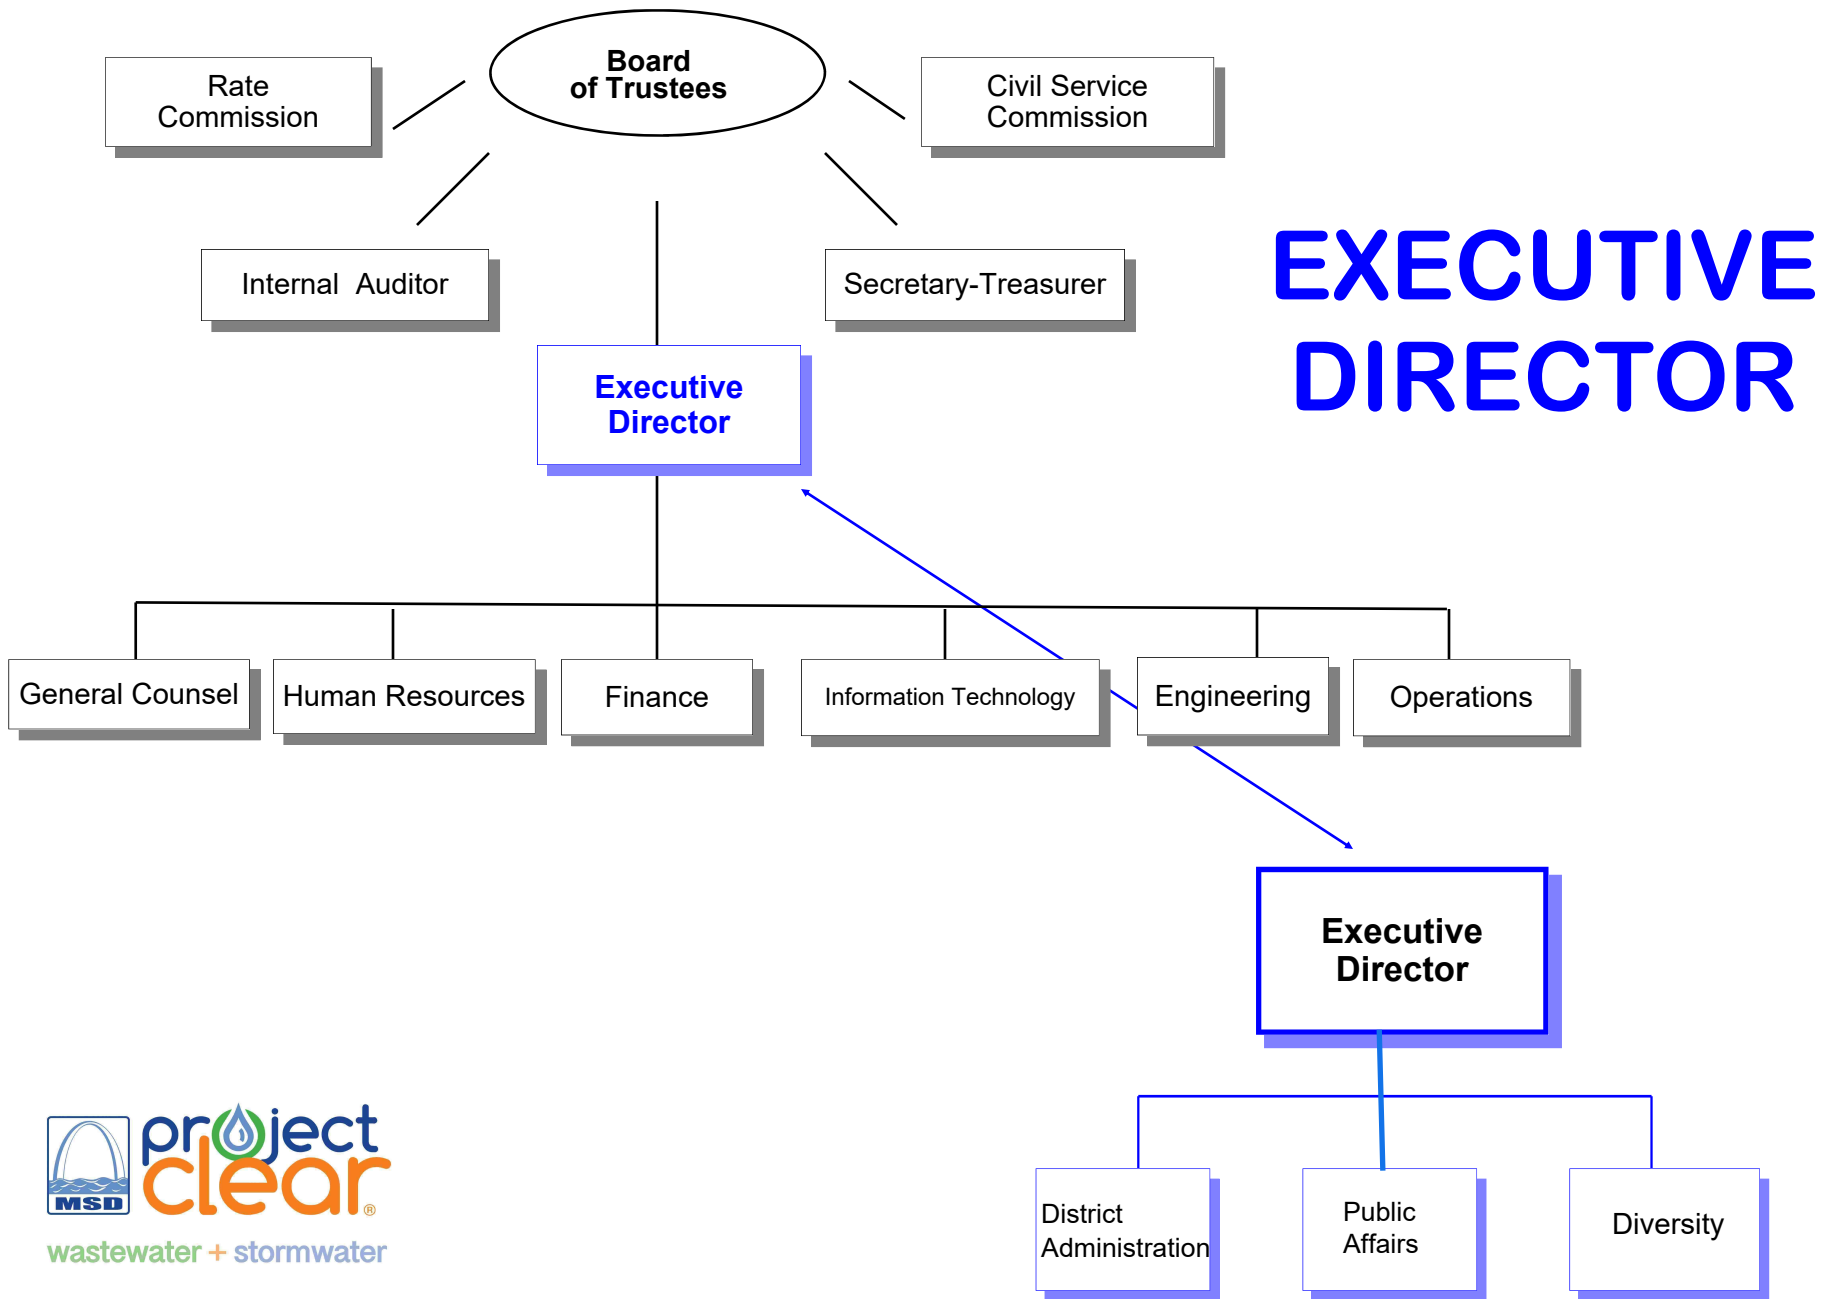 Board
of Trustees
Rate
Commission
Civil Service
Commission
Internal  Auditor
Secretary-Treasurer
EXECUTIVE
DIRECTOR
Executive
Director
General Counsel
Human Resources
Finance
Information Technology
Engineering
Operations
Executive
Director
District
Administration
Public
Affairs
Diversity
MSD
project
clear®
wastewater + stormwater